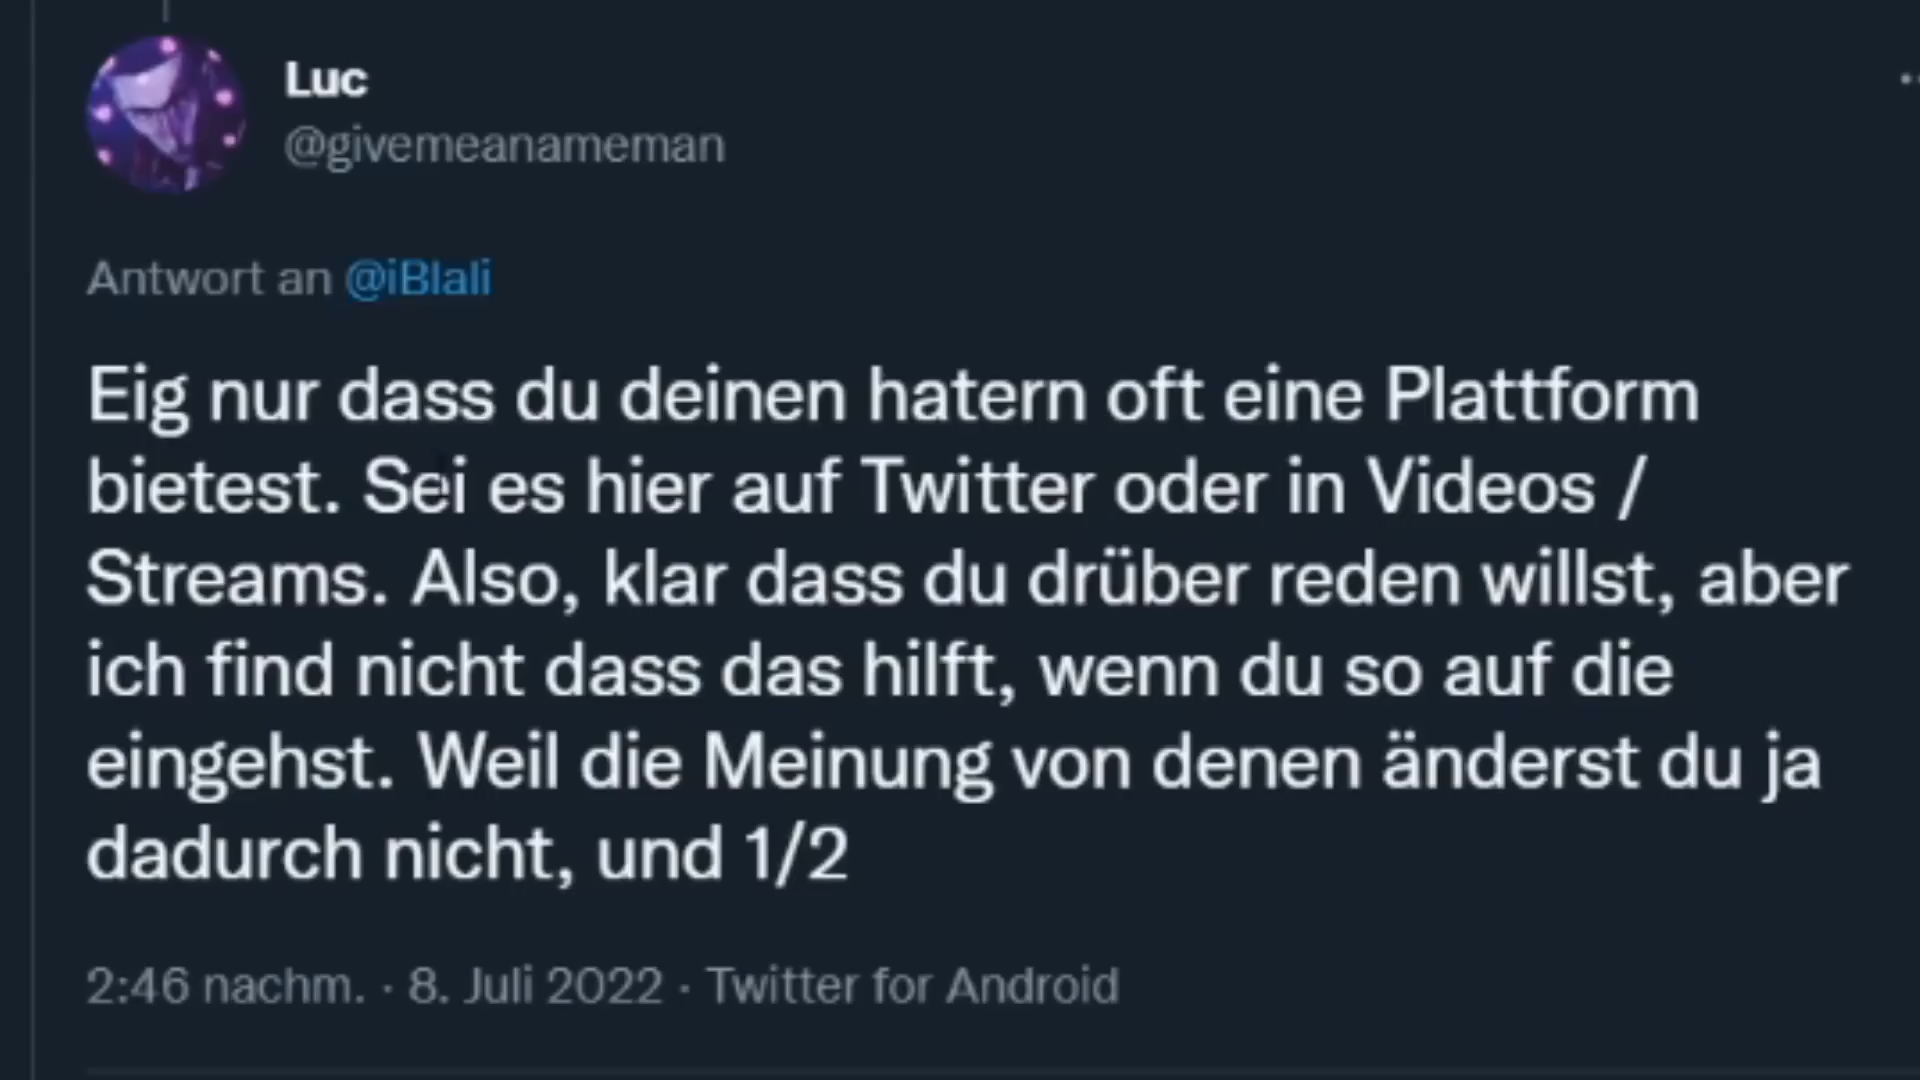 Luc
@givemeanameman
Antwort an @iBlali
Eig nur dass du deinen hatern oft eine Plattform
bietest. Sei es hier auf Twitter oder in Videos /
Streams. Also, klar dass du drüber reden willst, aber
ich find nicht dass das hilft, wenn du so auf die
eingehst. Weil die Meinung von denen änderst du ja
dadurch nicht, und 1/2
2:46 nachm. · 8. Juli 2022 · Twitter for Android